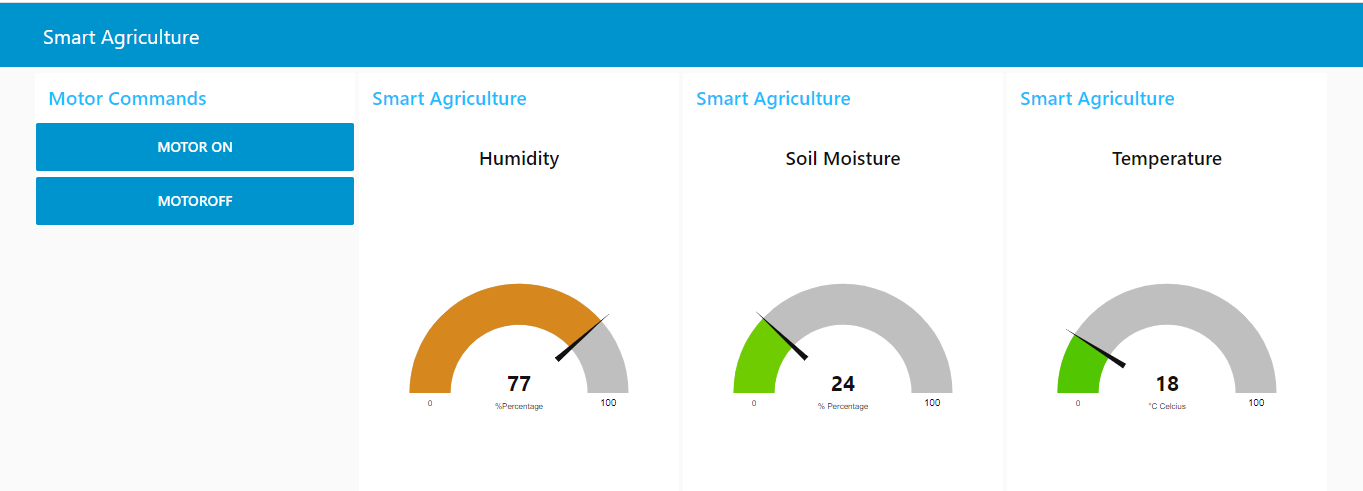 Smart Agriculture
Motor Commands
MOTOR ON
MOTOROFF
Smart Agriculture
Humidity
77
%Percentage
0
100
Smart Agriculture
Soil Moisture
24
% Percentage
0
100
Smart Agriculture
Temperature
18
°C Celcius
0
100